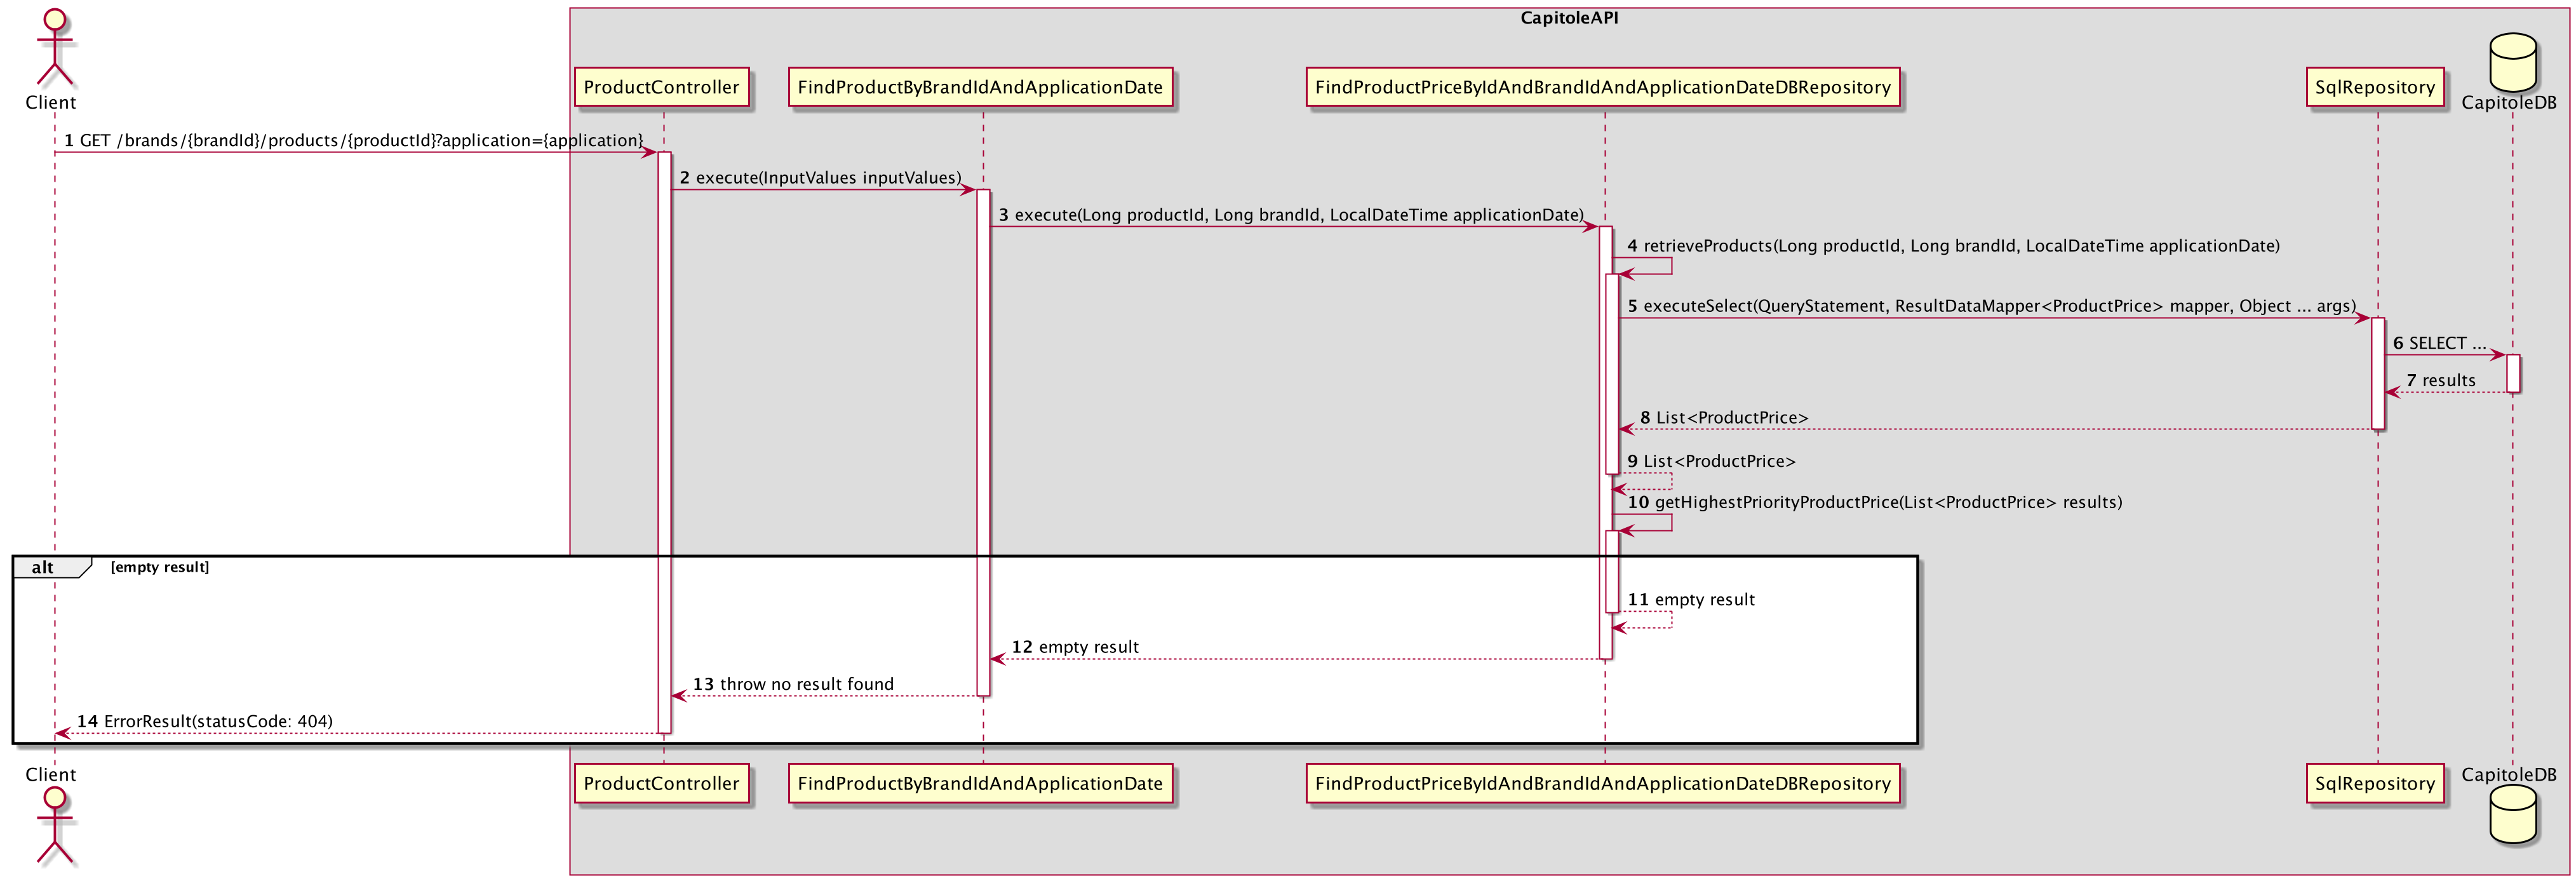 CapitoleAPI
Client
ProductController
FindProductByBrandIdAndApplicationDate
FindProductPriceByIdAndBrandIdAndApplicationDateDBRepository
SqlRepository
CapitoleDB
1 GET /brands/{brandId}/products/{productId}?application={application}
2 execute(InputValues inputValues)
3 execute(Long productId, Long brandId, LocalDateTime applicationDate)
4 retrieveProducts(Long productId, Long brandId, LocalDateTime applicationDate)
5 executeSelect(QueryStatement, ResultDataMapper<ProductPrice> mapper, Object ... args)
6 SELECT ...
7 results
8 List<ProductPrice>
9 List<ProductPrice>
10 getHighestPriorityProductPrice(List<ProductPrice> results)
alt [empty result]
11 empty result
12 empty result
13 throw no result found
14 ErrorResult(statusCode: 404)
Client
ProductController
FindProductByBrandIdAndApplicationDate
FindProductPriceByIdAndBrandIdAndApplicationDateDBRepository
SqlRepository
CapitoleDB